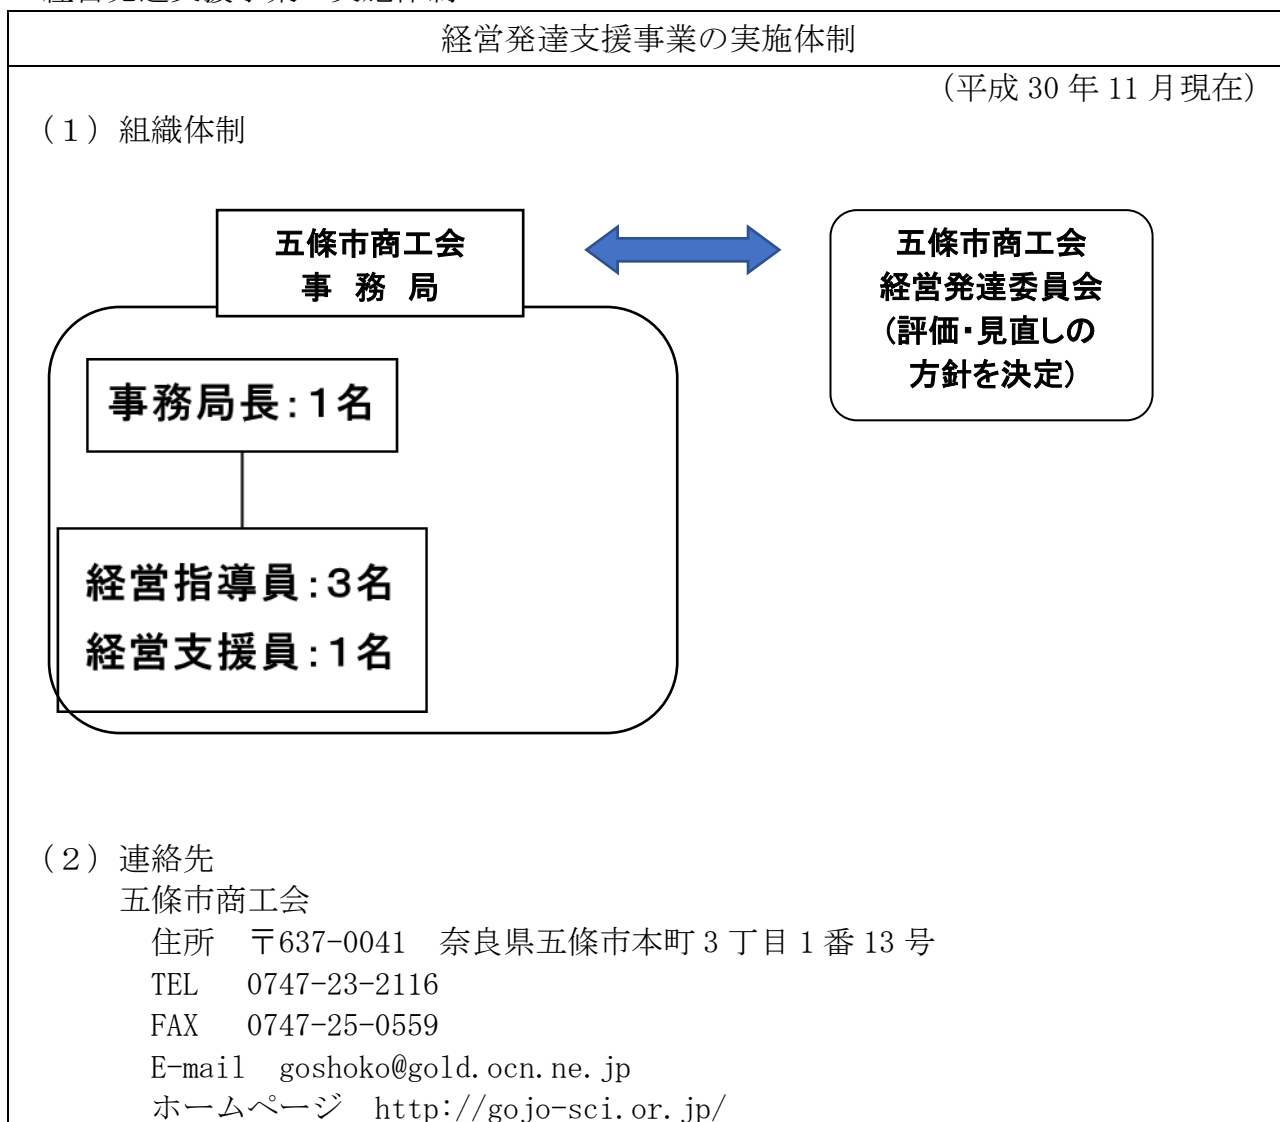 経営発達支援事業の実施体制
(平成 30 年 11 月現在)
(１) 組織体制
五條市商工会
事 務 局
五條市商工会
経営発達委員会
(評価・見直しの
方針を決定)
事務局長:1名
経営指導員:3名
経営支援員:1名
(２) 連絡先
五條市商工会
住所 〒637-0041 奈良県五條市本町 3 丁目 1 番 13 号
TEL 0747-23-2116
FAX 0747-25-0559
E-mail goshoko@gold.ocn.ne.jp
ホームページ http://gojo-sci.or.jp/